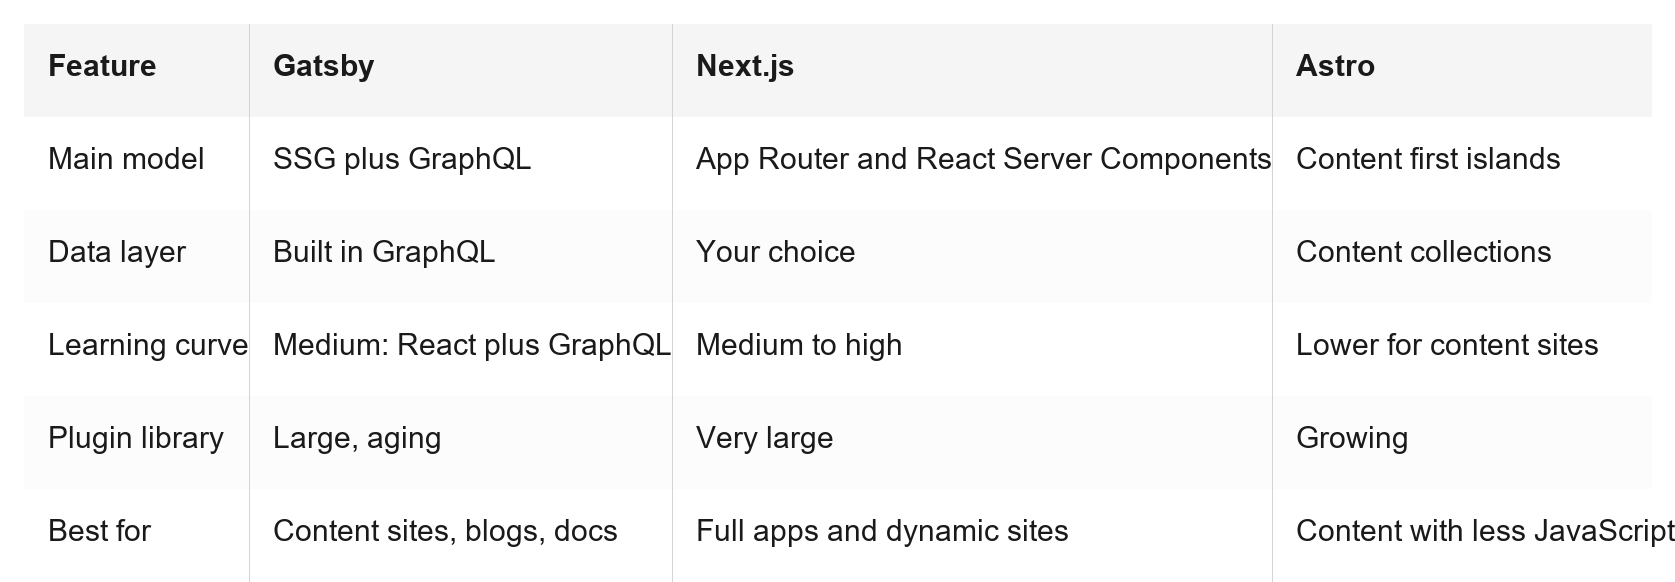 Feature Gatsby Next.js Astro
Main model SSG plus GraphQL App Router and React Server Components Content first islands
Data layer Built in GraphQL Your choice Content collections
Learning curve Medium: React plus GraphQL Medium to high Lower for content sites
Plugin library Large, aging Very large Growing
Best for Content sites, blogs, docs Full apps and dynamic sites Content with less JavaScript